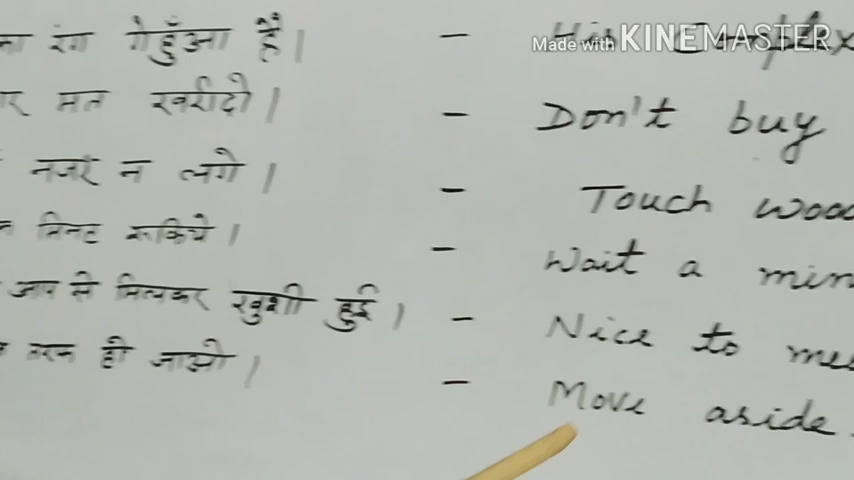 रंग गेहुँआ है। -
मत खरीदो। - Don't buy
नजर न लगे। - Touch
मिनट रूकिये। - Wait a
आप से मिलकर खुशी हुई। - Nice to
तरफ हो जाओ। - Move aside.
Made with KINEMASTER